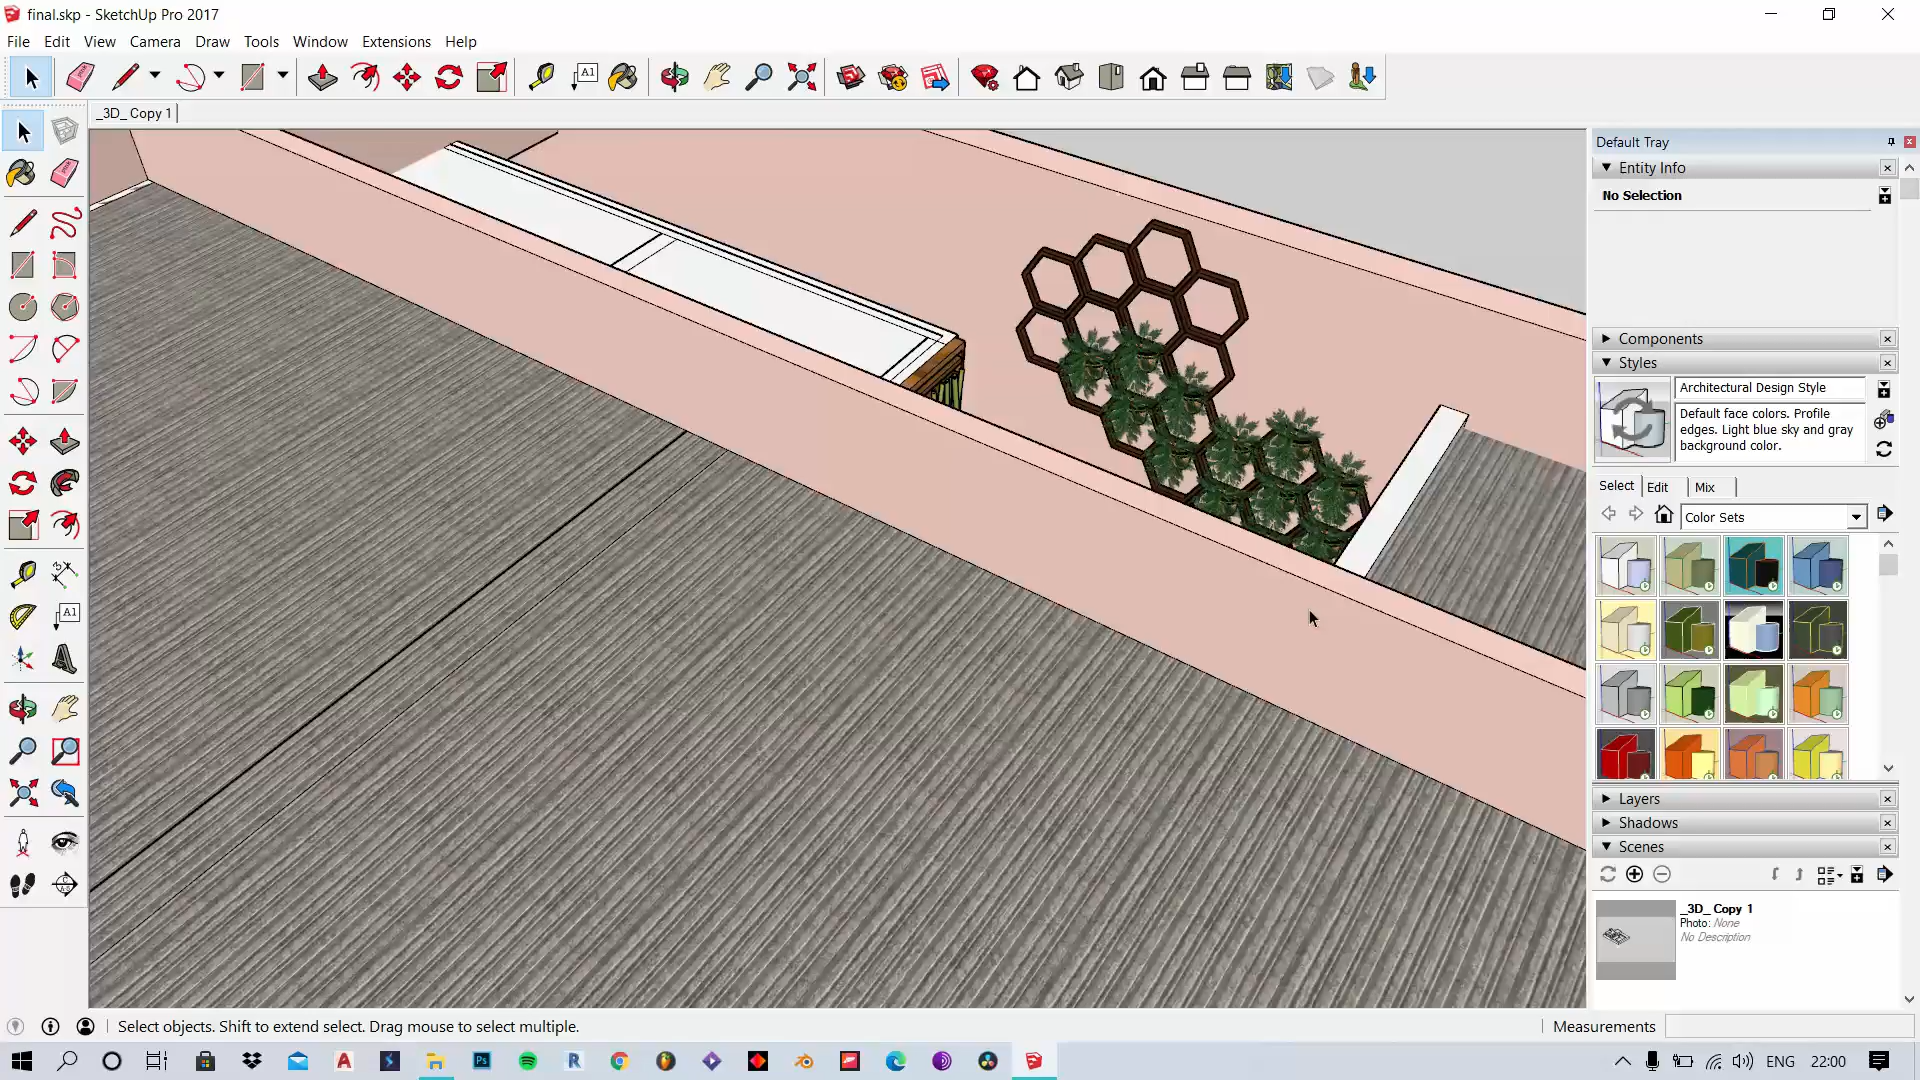 final.skp - SketchUp Pro 2017
File Edit View Camera Draw Tools Window Extensions Help
A1
_3D_ Copy 1
Default Tray
Entity Info
No Selection
Components
Styles
Architectural Design Style
Default face colors. Profile
edges. Light blue sky and gray
background color.
Select Edit Mix
Color Sets
A1
Layers
Shadows
Scenes
_3D_ Copy 1
Photo: None
No Description
Select objects. Shift to extend select. Drag mouse to select multiple.
Measurements
ENG 22:00